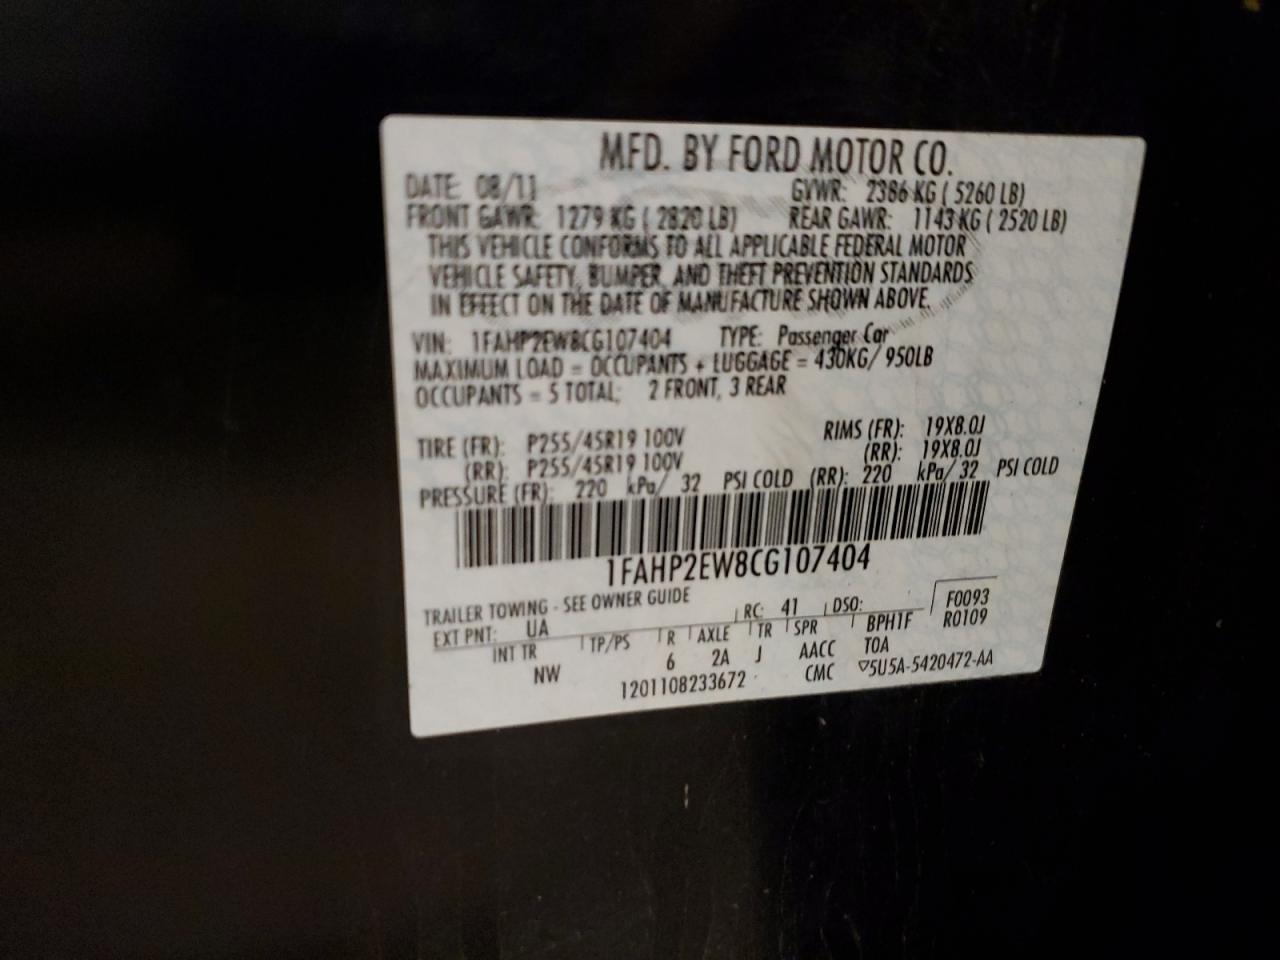 MFD. BY FORD MOTOR CO.
DATE: 08/11 GVWR: 2386 KG ( 5260 LB)
FRONT GAWR: 1279 KG ( 2820 LB) REAR GAWR: 1143 KG ( 2520 LB)
THIS VEHICLE CONFORMS TO ALL APPLICABLE FEDERAL MOTOR
VEHICLE SAFETY, BUMPER, AND THEFT PREVENTION STANDARDS
IN EFFECT ON THE DATE OF MANUFACTURE SHOWN ABOVE.
VIN: 1FAHP2EW8CG107404 TYPE: Passenger Car
MAXIMUM LOAD = OCCUPANTS + LUGGAGE = 430KG/ 950LB
OCCUPANTS = 5 TOTAL; 2 FRONT, 3 REAR
TIRE (FR): P255/45R19 100V RIMS (FR): 19X8.0J
(RR): P255/45R19 100V (RR): 19X8.0J
PRESSURE (FR): 220 kPa/ 32 PSI COLD (RR): 220 kPa/ 32 PSI COLD
1FAHP2EW8CG107404
TRAILER TOWING - SEE OWNER GUIDE
F0093
EXT PNT: UA RC: 41 DSO: R0109
INT TR TP/PS R AXLE TR SPR BPH1F
NW 6 2A J AACC TOA
1201108233672 CMC ▽5U5A-5420472-AA